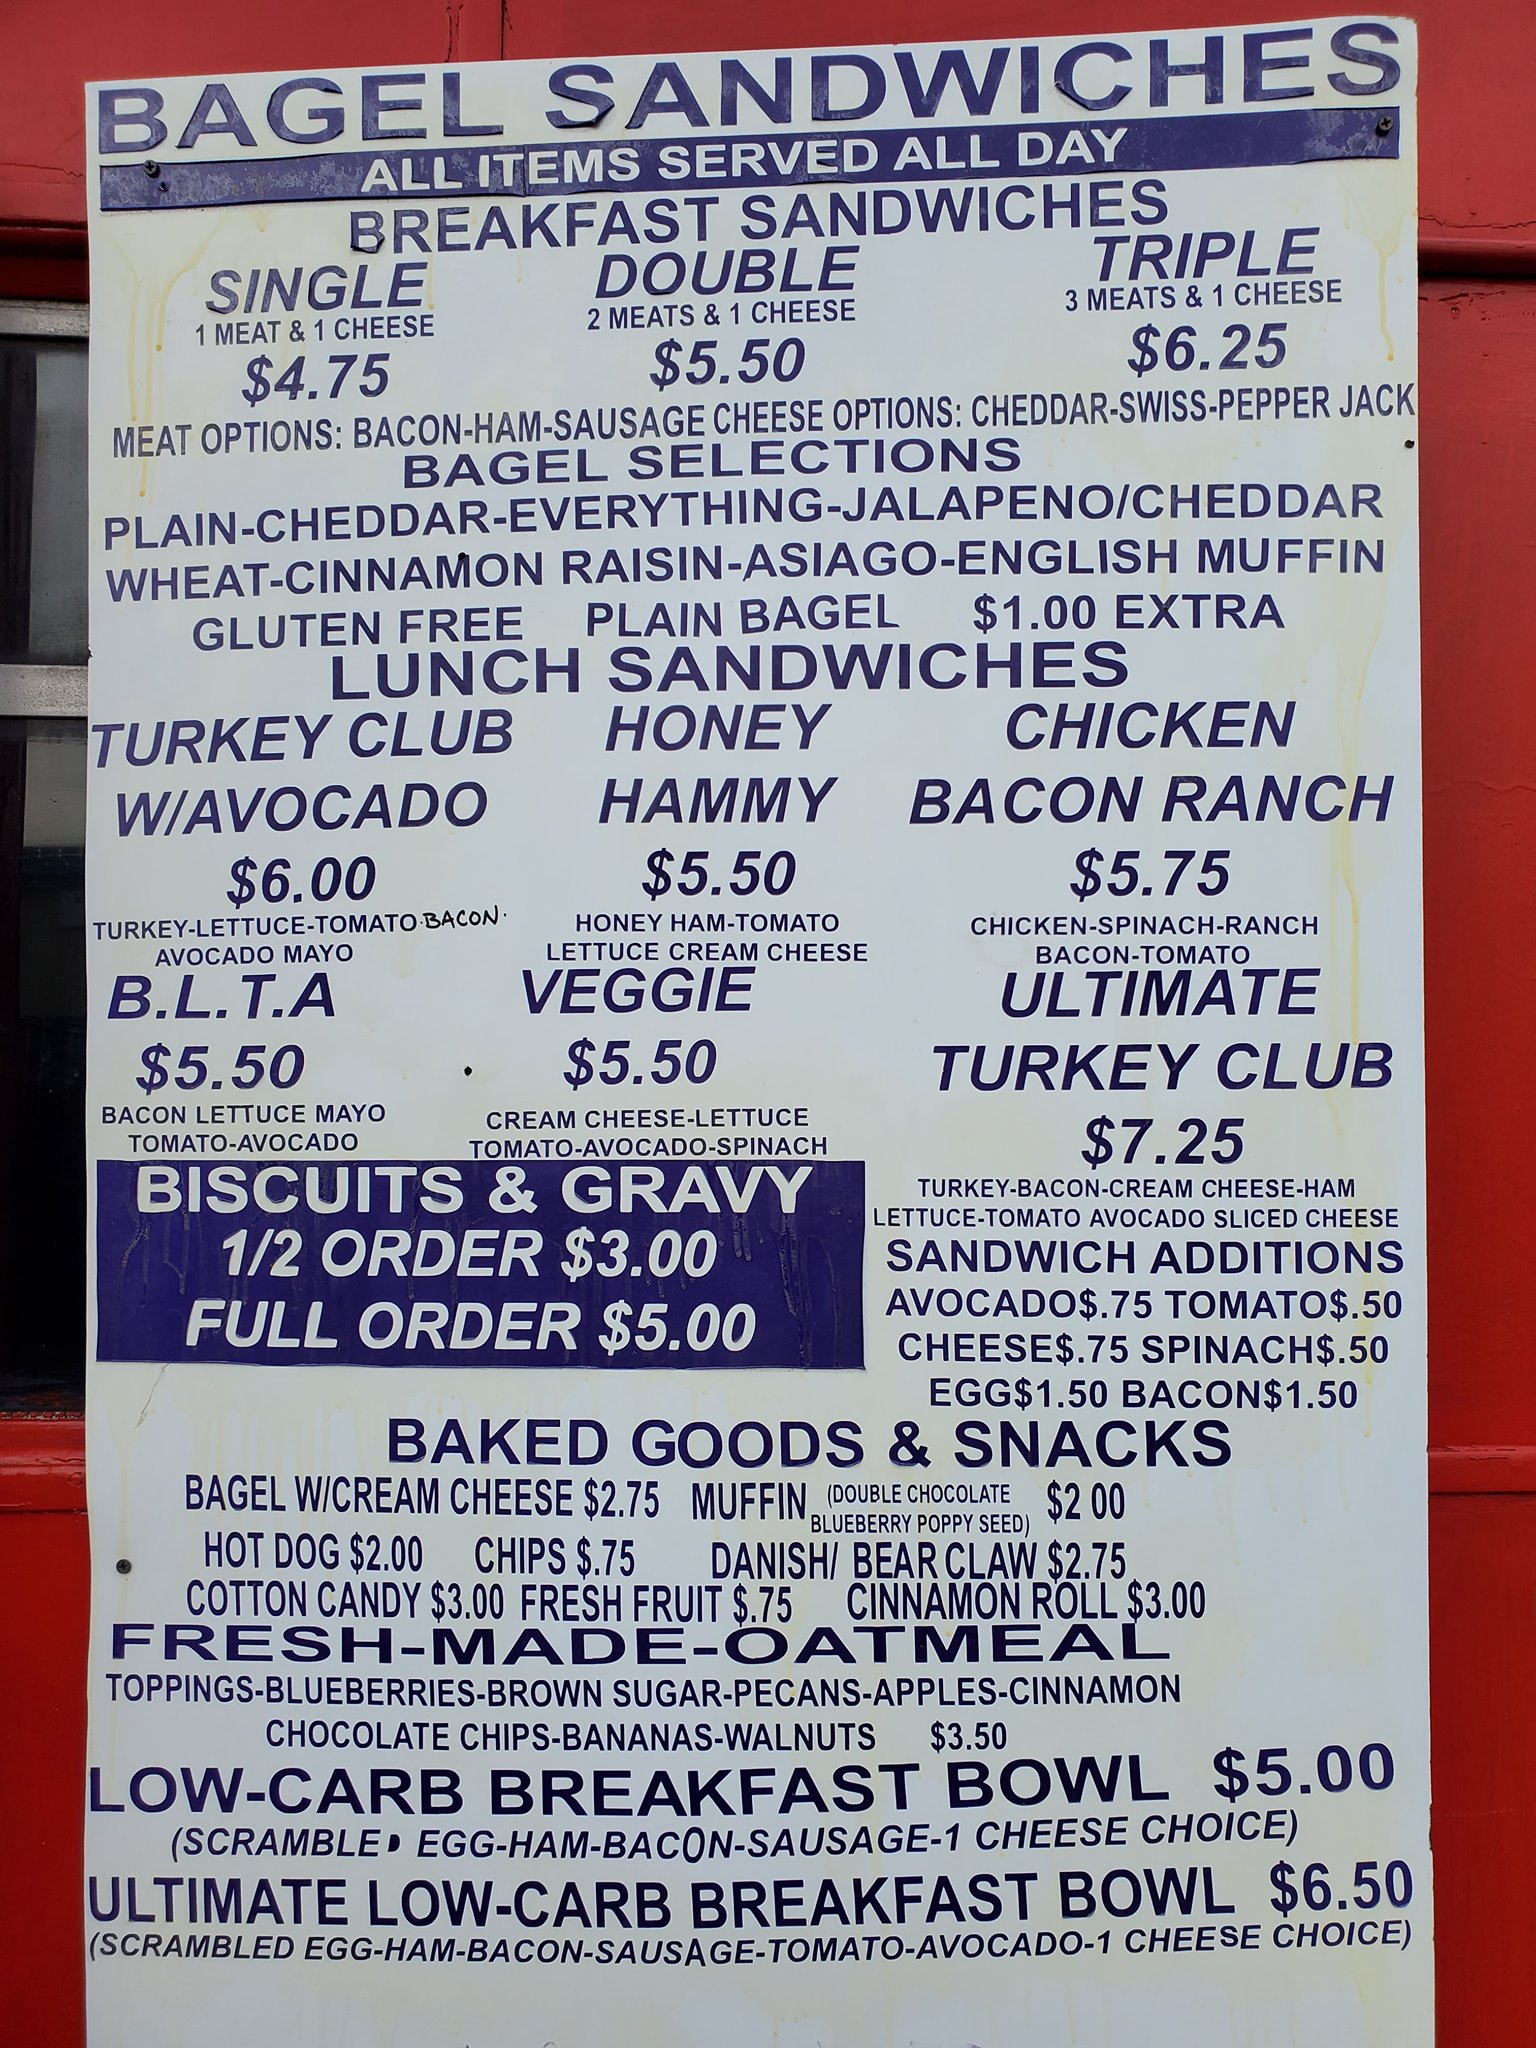 BAGEL SANDWICHES
ALL ITEMS SERVED ALL DAY
BREAKFAST SANDWICHES
SINGLE DOUBLE TRIPLE
1 MEAT & 1 CHEESE 2 MEATS & 1 CHEESE 3 MEATS & 1 CHEESE
$4.75 $5.50 $6.25
MEAT OPTIONS: BACON-HAM-SAUSAGE CHEESE OPTIONS: CHEDDAR-SWISS-PEPPER JACK
BAGEL SELECTIONS
PLAIN-CHEDDAR-EVERYTHING-JALAPENO/CHEDDAR
WHEAT-CINNAMON RAISIN-ASIAGO-ENGLISH MUFFIN
GLUTEN FREE PLAIN BAGEL $1.00 EXTRA
LUNCH SANDWICHES
TURKEY CLUB
W/AVOCADO
$6.00
TURKEY-LETTUCE-TOMATO-BACON.
AVOCADO MAYO
HONEY
HAMMY
$5.50
HONEY HAM-TOMATO
LETTUCE CREAM CHEESE
CHICKEN
BACON RANCH
$5.75
CHICKEN-SPINACH-RANCH
BACON-TOMATO
B.L.T.A
$5.50
BACON LETTUCE MAYO
TOMATO-AVOCADO
VEGGIE
$5.50
CREAM CHEESE-LETTUCE
TOMATO-AVOCADO-SPINACH
ULTIMATE
TURKEY CLUB
$7.25
TURKEY-BACON-CREAM CHEESE-HAM
LETTUCE-TOMATO AVOCADO SLICED CHEESE
BISCUITS & GRAVY
1/2 ORDER $3.00
FULL ORDER $5.00
SANDWICH ADDITIONS
AVOCADO$.75 TOMATO$.50
CHEESE$.75 SPINACH$.50
EGG$1.50 BACON$1.50
BAKED GOODS & SNACKS
BAGEL W/CREAM CHEESE $2.75 MUFFIN (DOUBLE CHOCOLATE
BLUEBERRY POPPY SEED) $2 00
HOT DOG $2.00 CHIPS $.75 DANISH/ BEAR CLAW $2.75
COTTON CANDY $3.00 FRESH FRUIT $.75 CINNAMON ROLL $3.00
FRESH-MADE-OATMEAL
TOPPINGS-BLUEBERRIES-BROWN SUGAR-PECANS-APPLES-CINNAMON
CHOCOLATE CHIPS-BANANAS-WALNUTS $3.50
LOW-CARB BREAKFAST BOWL $5.00
(SCRAMBLED EGG-HAM-BACON-SAUSAGE-1 CHEESE CHOICE)
ULTIMATE LOW-CARB BREAKFAST BOWL $6.50
(SCRAMBLED EGG-HAM-BACON-SAUSAGE-TOMATO-AVOCADO-1 CHEESE CHOICE)